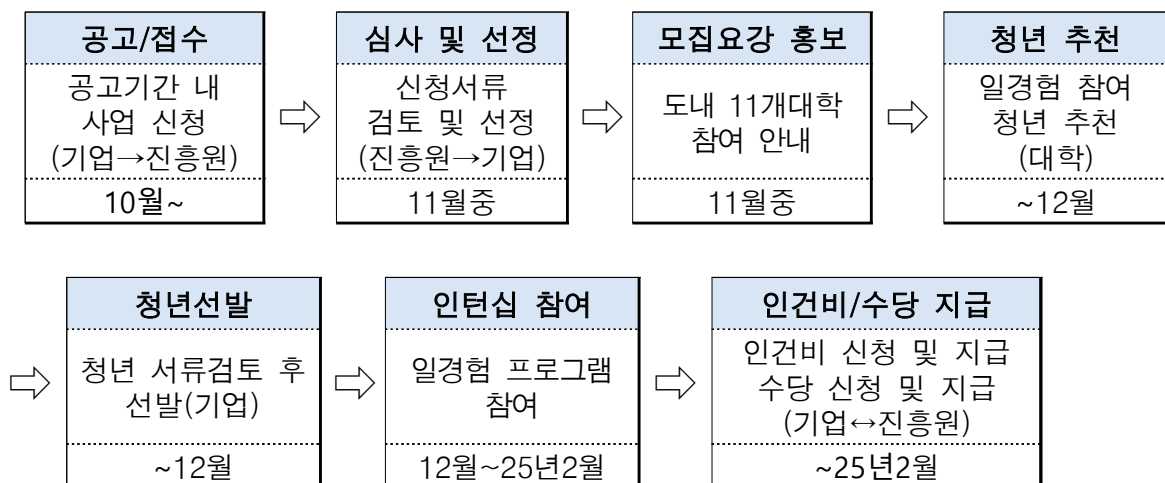 공고/접수
공고기간 내
사업 신청
(기업→진흥원)
10월~
심사 및 선정
신청서류
검토 및 선정
(진흥원→기업)
11월중
모집요강 홍보
도내 11개대학
참여 안내
11월중
청년 추천
일경험 참여
청년 추천
(대학)
~12월
청년선발
청년 서류검토 후
선발(기업)
~12월
인턴십 참여
일경험 프로그램
참여
12월~25년2월
인건비/수당 지급
인건비 신청 및 지급
수당 신청 및 지급
(기업↔진흥원)
~25년2월